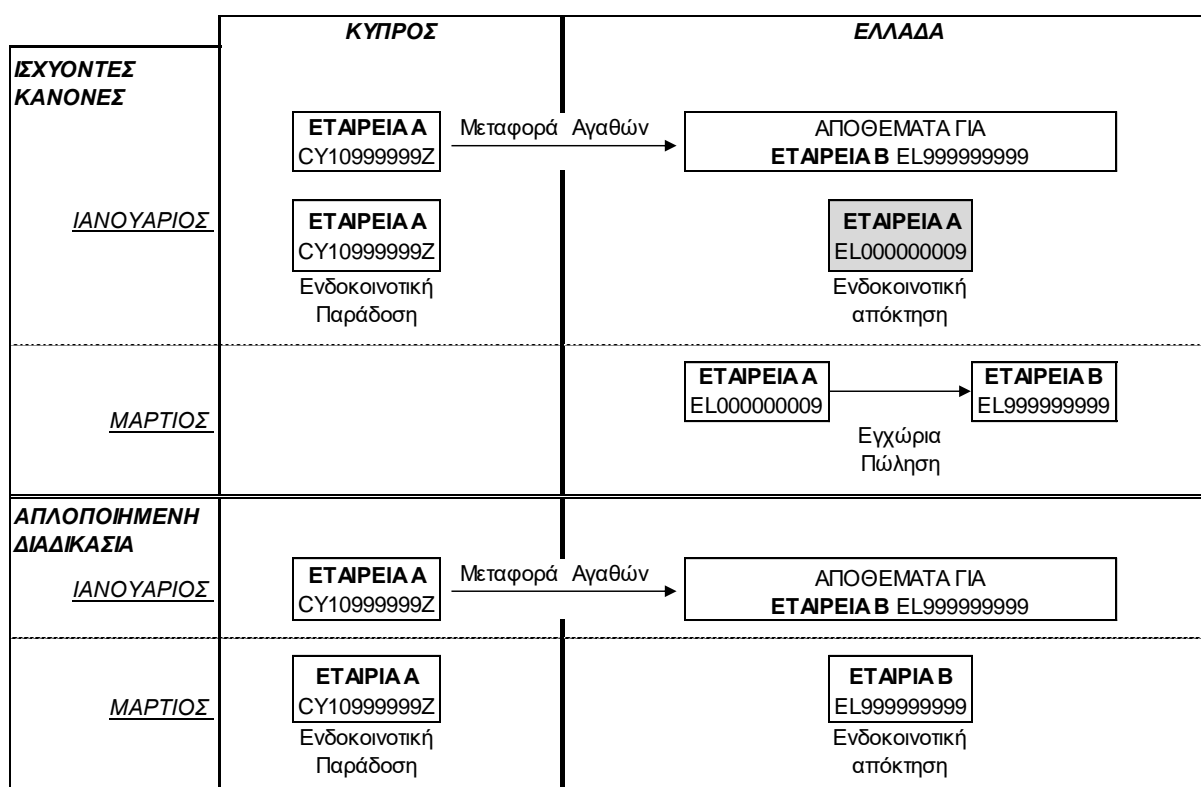 ΚΥΠΡΟΣ
ΕΛΛΑΔΑ
ΙΣΧΥΟΝΤΕΣ
ΚΑΝΟΝΕΣ
ΕΤΑΙΡΕΙΑ Α
CY10999999Z
Μεταφορά Αγαθών
ΑΠΟΘΕΜΑΤΑ ΓΙΑ
ΕΤΑΙΡΕΙΑ Β EL999999999
ΙΑΝΟΥΑΡΙΟΣ
ΕΤΑΙΡΕΙΑ Α
CY10999999Z
Ενδοκοινοτική
Παράδοση
ΕΤΑΙΡΕΙΑ Α
EL000000009
Ενδοκοινοτική
απόκτηση
ΜΑΡΤΙΟΣ
ΕΤΑΙΡΕΙΑ Α
EL000000009
Εγχώρια
Πώληση
ΕΤΑΙΡΕΙΑ Β
EL999999999
ΑΠΛΟΠΟΙΗΜΕΝΗ
ΔΙΑΔΙΚΑΣΙΑ
ΙΑΝΟΥΑΡΙΟΣ
ΕΤΑΙΡΕΙΑ Α
CY10999999Z
Μεταφορά Αγαθών
ΑΠΟΘΕΜΑΤΑ ΓΙΑ
ΕΤΑΙΡΕΙΑ Β EL999999999
ΜΑΡΤΙΟΣ
ΕΤΑΙΡΙΑ Α
CY10999999Z
Ενδοκοινοτική
Παράδοση
ΕΤΑΙΡΙΑ Β
EL999999999
Ενδοκοινοτική
απόκτηση